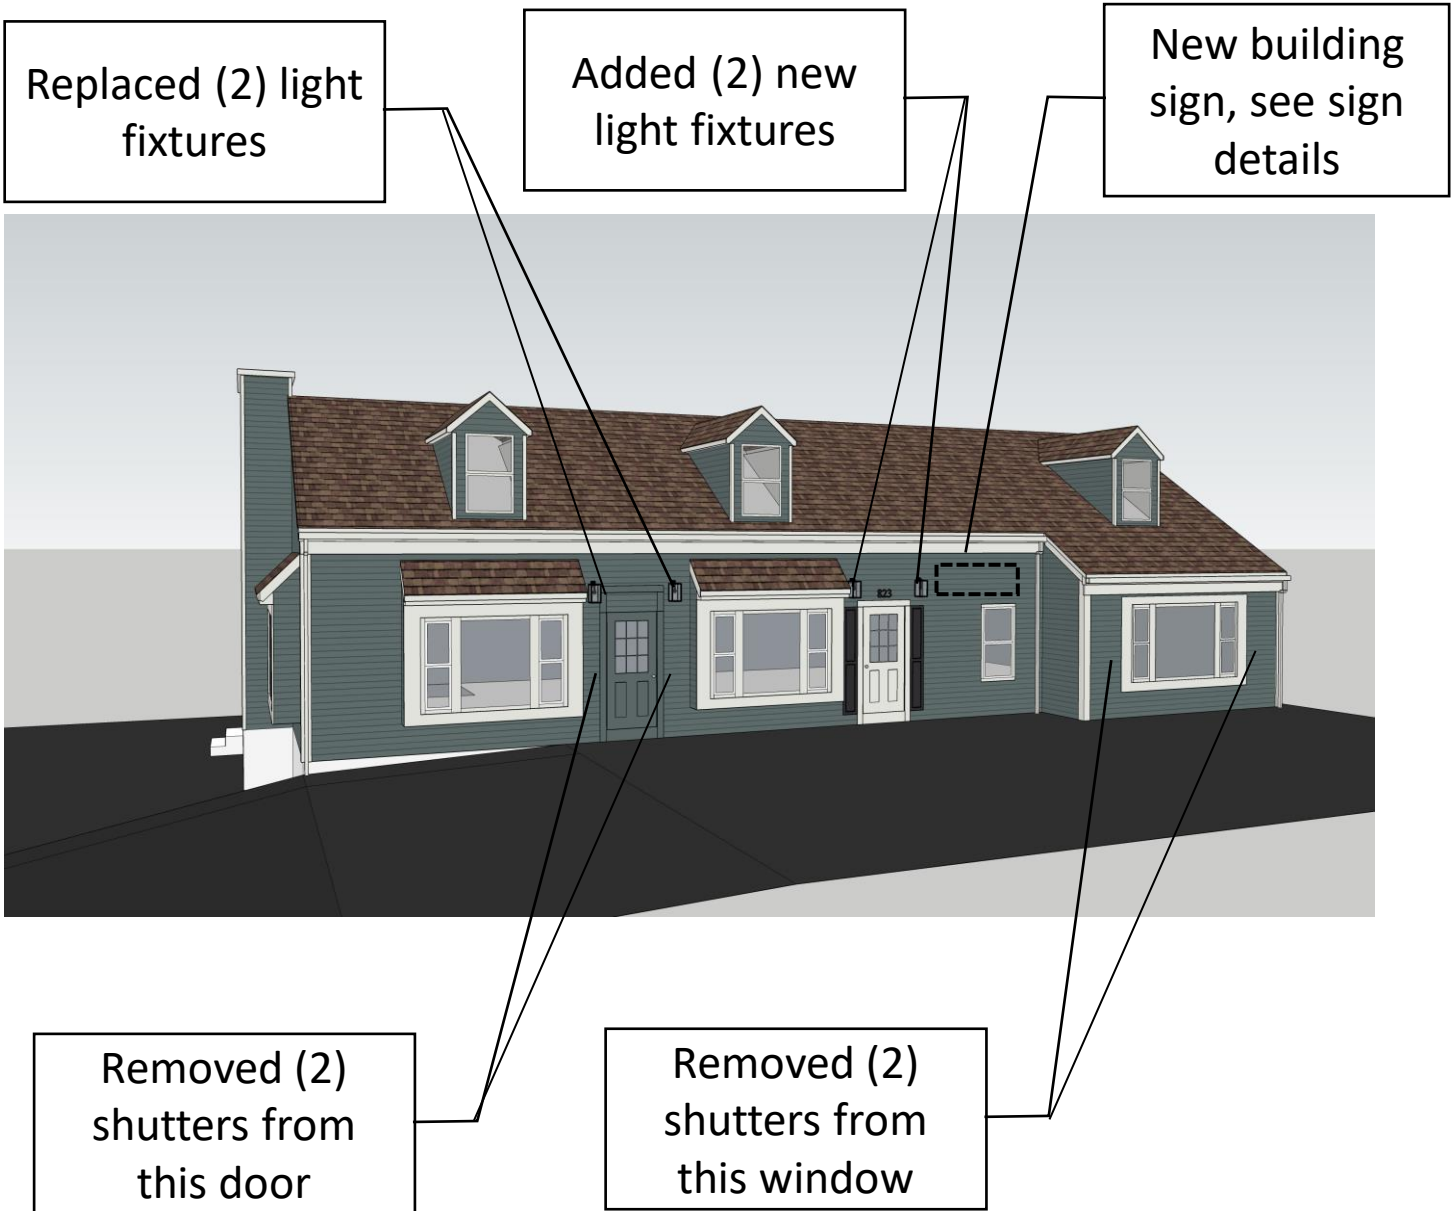 Replaced (2) light
fixtures
Added (2) new
light fixtures
New building
sign, see sign
details
823
Removed (2)
shutters from
this door
Removed (2)
shutters from
this window